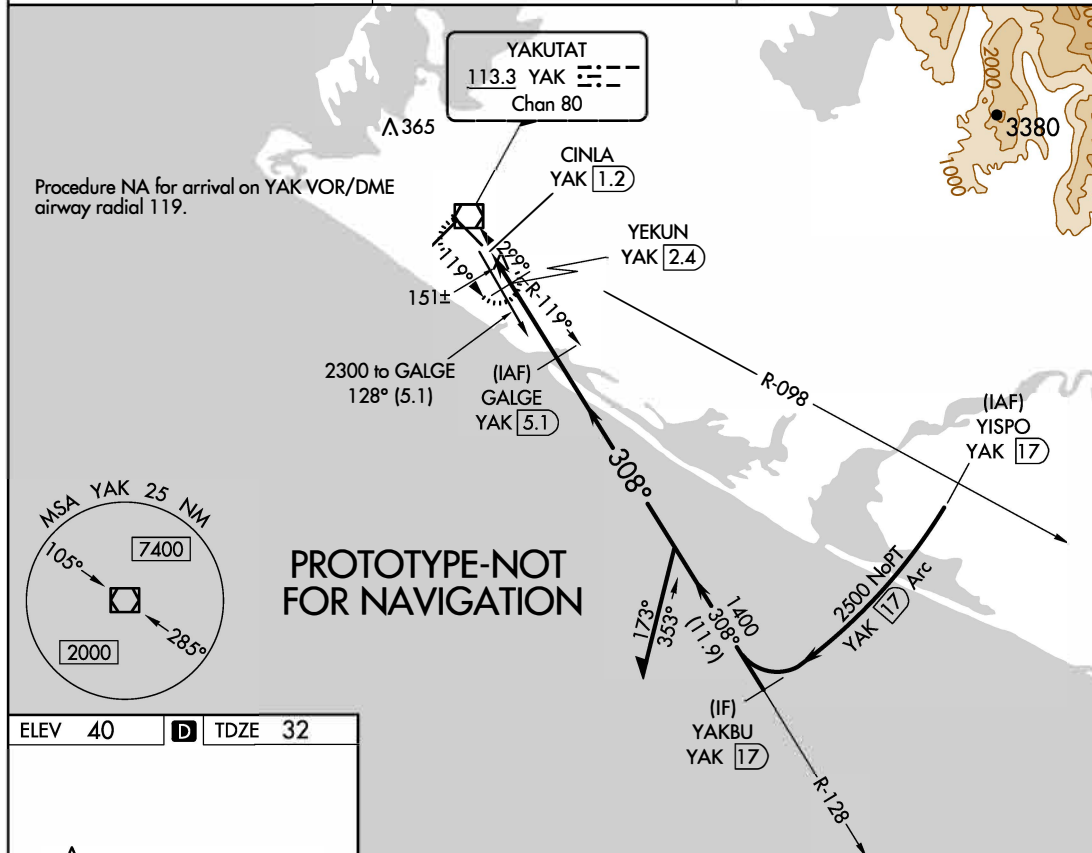 YAKUTAT
113.3 YAK
Chan 80
365
2000
3380
1000
CINLA
YAK 1.2
Procedure NA for arrival on YAK VOR/DME
airway radial 119.
YEKUN
YAK 2.4
299°
119°
R-119°
151±
2300 to GALGE
128° (5.1)
(IAF)
GALGE
YAK 5.1
R-098
(IAF)
YISPO
YAK 17
308°
MSA YAK 25 NM
105°
7400
2000
285°
PROTOTYPE-NOT
FOR NAVIGATION
2500 NoPT
YAK 17 Arc
173°
353°
1400
308°
(11.9)
(IF)
YAKBU
YAK 17
R-128
ELEV 40 D TDZE 32